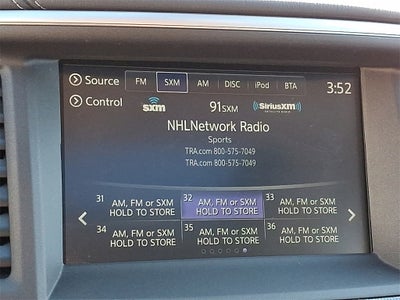 Source FM SXM AM DISC iPod BTA 3:52
Control sxm 91SXM SiriusXM
SATELLITE RADIO
NHLNetwork Radio
Sports
TRA.com 800-575-7049
TRA.com 800-575-7049
31 AM, FM or SXM 32 AM, FM or SXM 33 AM, FM or SXM
HOLD TO STORE HOLD TO STORE HOLD TO STORE
34 AM, FM or SXM 35 AM, FM or SXM 36 AM, FM or SXM
HOLD TO STORE HOLD TO STORE HOLD TO STORE